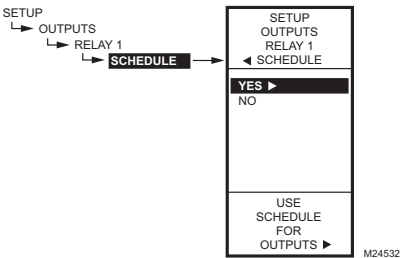 SETUP
OUTPUTS
RELAY 1
SCHEDULE
SETUP
OUTPUTS
RELAY 1
◄ SCHEDULE
YES ►
NO
USE
SCHEDULE
FOR
OUTPUTS ►
M24532